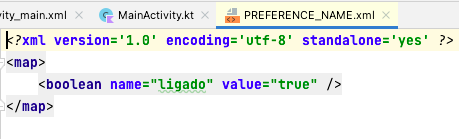 ity_main.xml MainActivity.kt PREFERENCE_NAME.xml
<?xml version='1.0' encoding='utf-8' standalone='yes' ?>
<map>
    <boolean name="ligado" value="true" />
</map>